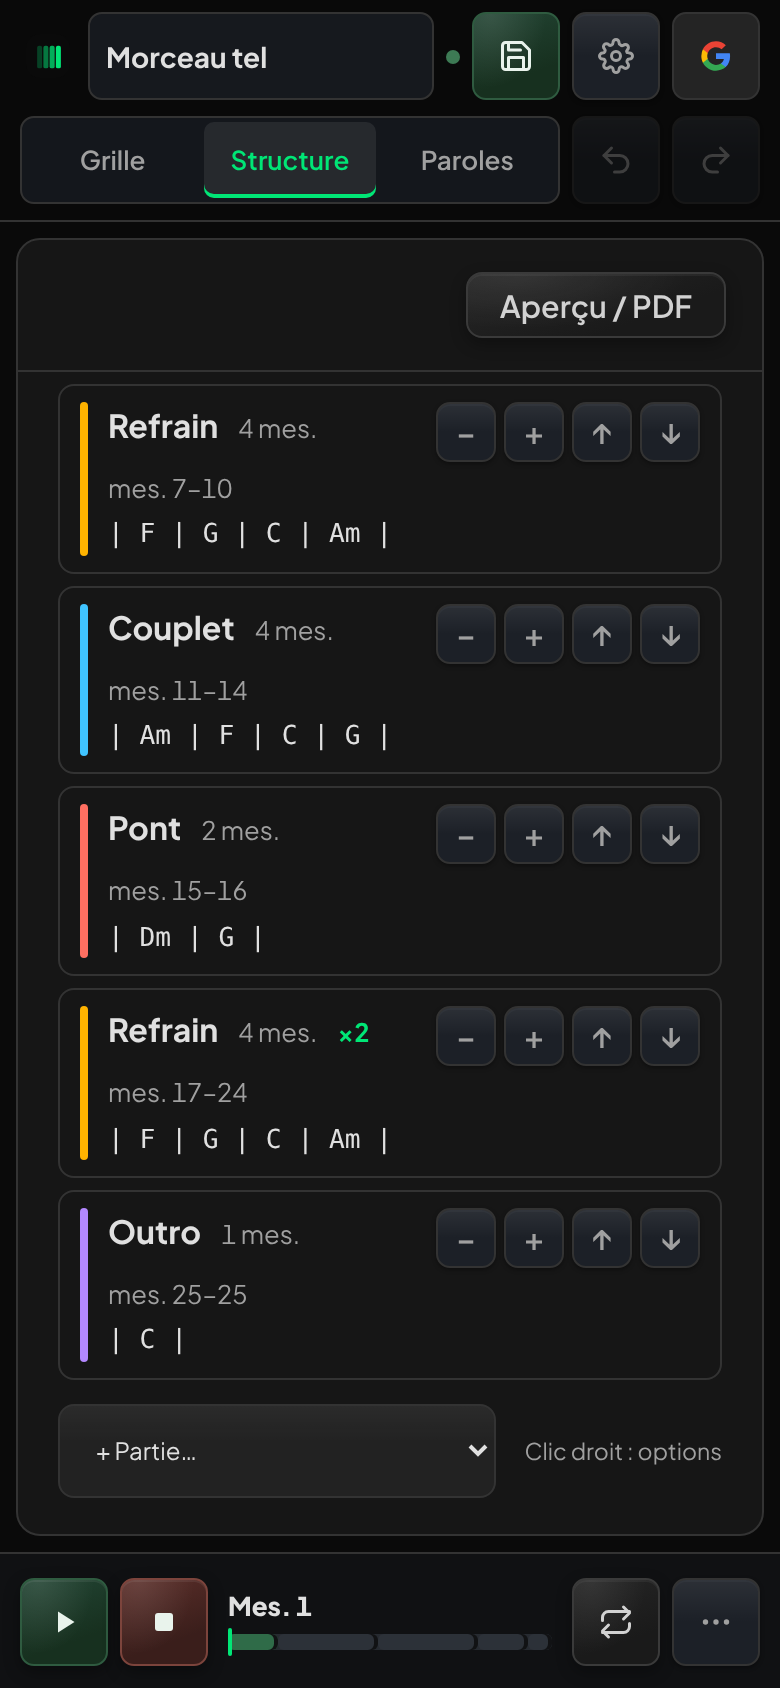 Morceau tel
Grille Structure Paroles
Aperçu / PDF
Refrain 4 mes. − + ↑ ↓
mes. 7–10
| F | G | C | Am |
Couplet 4 mes. − + ↑ ↓
mes. 11–14
| Am | F | C | G |
Pont 2 mes. − + ↑ ↓
mes. 15–16
| Dm | G |
Refrain 4 mes. ×2 − + ↑ ↓
mes. 17–24
| F | G | C | Am |
Outro 1 mes. − + ↑ ↓
mes. 25–25
| C |
+ Partie… Clic droit : options
Mes. 1